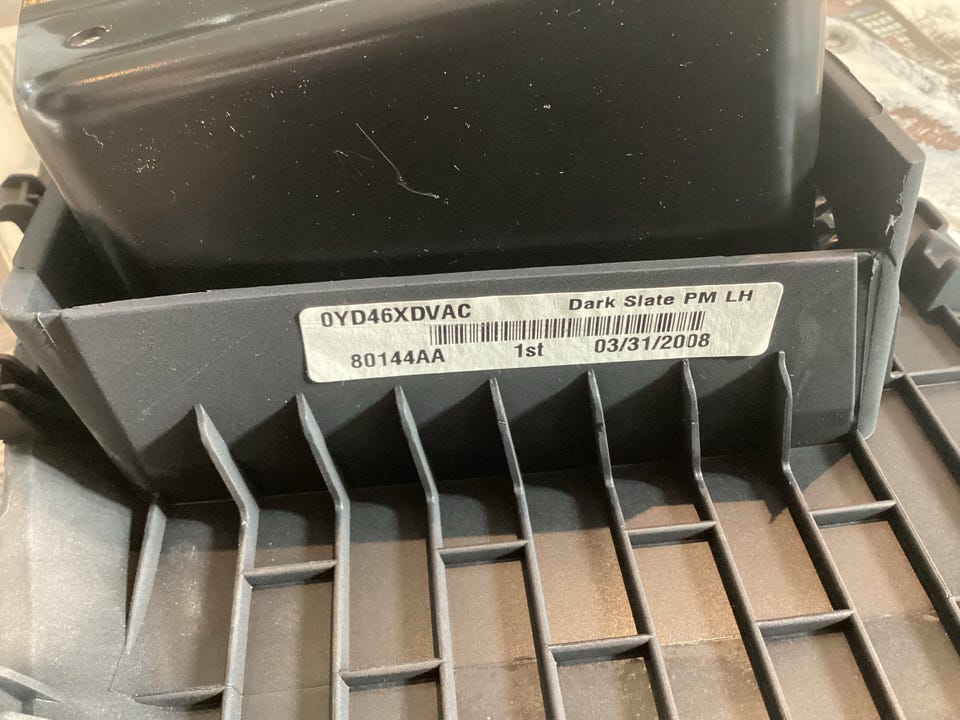 0YD46XDVAC Dark Slate PM LH
80144AA 1st 03/31/2008